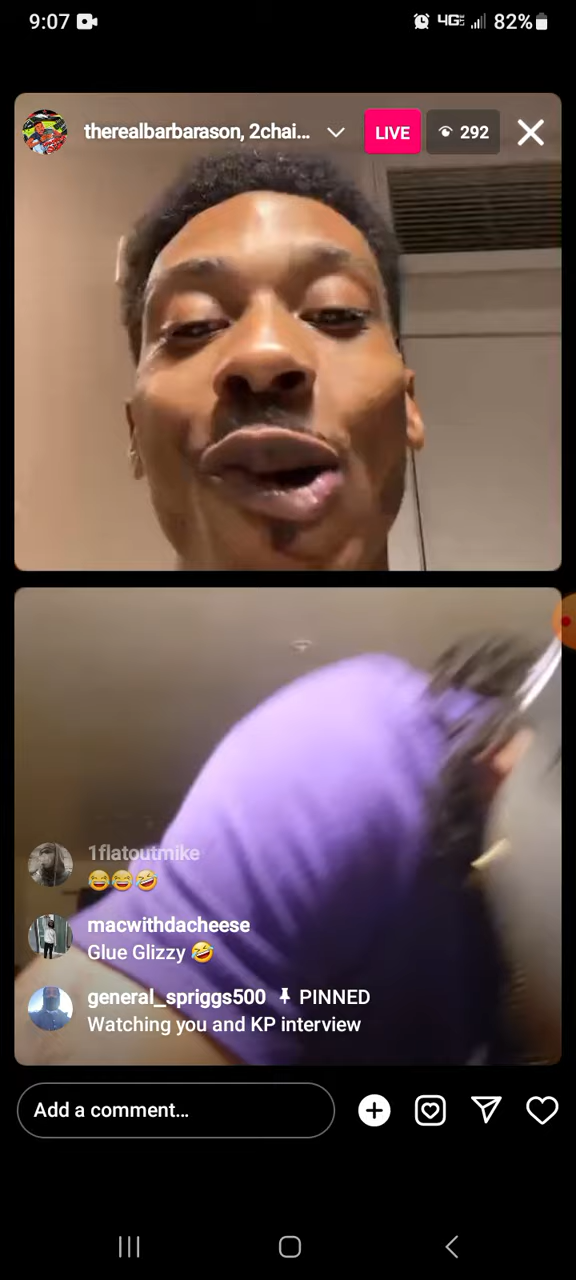 9:07 4G 82%
therealbarbarason, 2chai... LIVE 292
1flatoutmike
😂😂🤣
macwithdacheese
Glue Glizzy 🤣
general_spriggs500 PINNED
Watching you and KP interview
Add a comment...